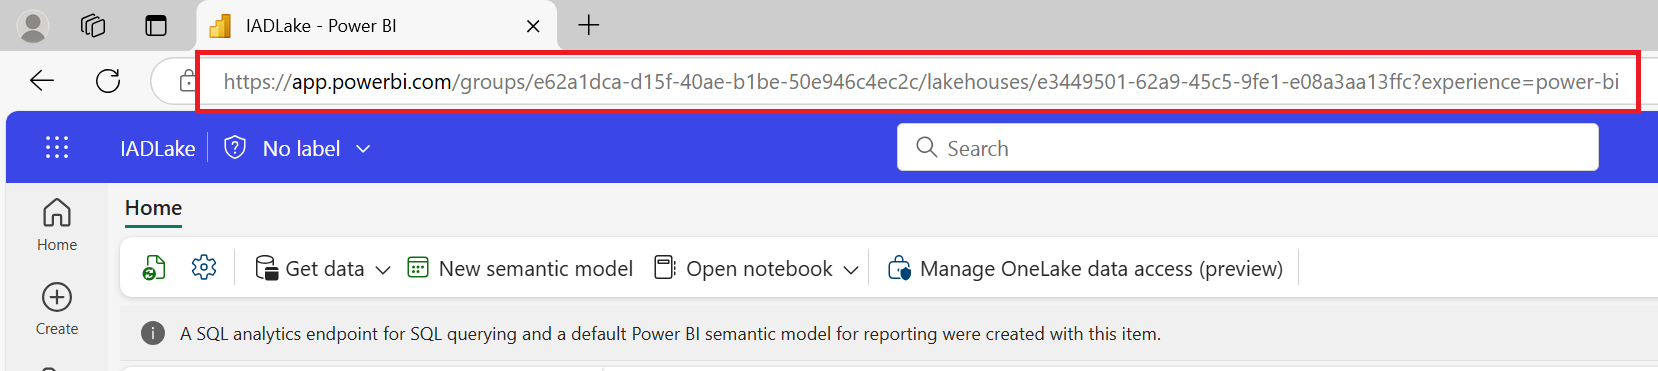 IADLake - Power BI
https://app.powerbi.com/groups/e62a1dca-d15f-40ae-b1be-50e946c4ec2c/lakehouses/e3449501-62a9-45c5-9fe1-e08a3aa13ffc?experience=power-bi
IADLake No label Search
Home
Home
Get data New semantic model Open notebook Manage OneLake data access (preview)
Create
A SQL analytics endpoint for SQL querying and a default Power BI semantic model for reporting were created with this item.